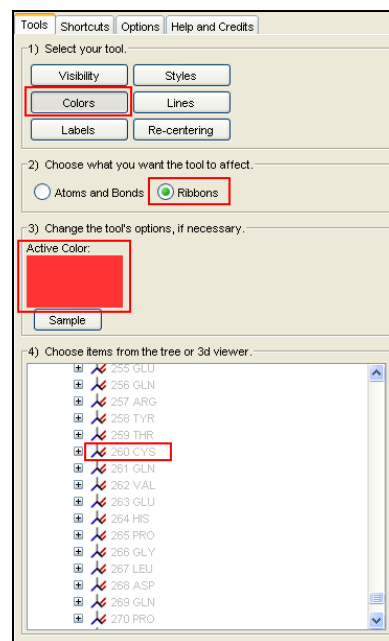 Tools Shortcuts Options Help and Credits
1) Select your tool.
Visibility Styles
Colors Lines
Labels Re-centering
2) Choose what you want the tool to affect.
Atoms and Bonds Ribbons
3) Change the tool's options, if necessary.
Active Color:
Sample
4) Choose items from the tree or 3d viewer.
255 GLU
256 GLN
257 ARG
258 TYR
259 THR
260 CYS
261 GLN
262 VAL
263 GLU
264 HIS
265 PRO
266 GLY
267 LEU
268 ASP
269 GLN
270 PRO